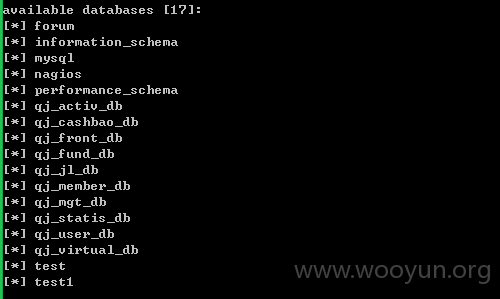 available databases [17]:
[*] forum
[*] information_schema
[*] mysql
[*] nagios
[*] performance_schema
[*] qj_activ_db
[*] qj_cashbao_db
[*] qj_front_db
[*] qj_fund_db
[*] qj_jl_db
[*] qj_member_db
[*] qj_mgt_db
[*] qj_statis_db
[*] qj_user_db
[*] qj_virtual_db
[*] test
[*] test1
www.wooyun.org